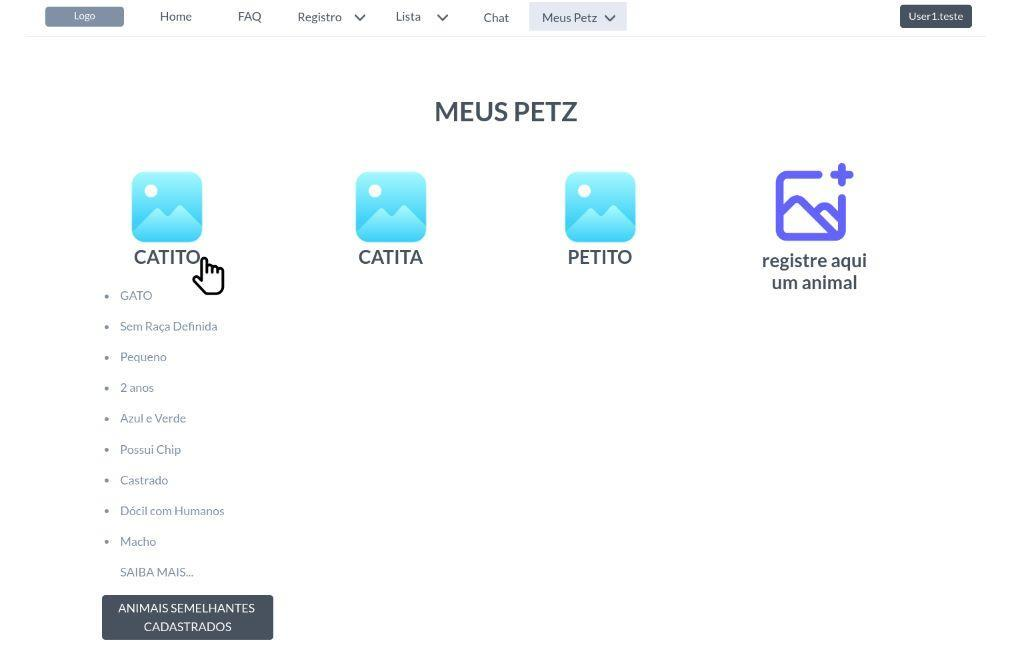 Logo
Home
FAQ
Registro
Lista
Chat
Meus Petz
User1.teste
MEUS PETZ
CATITO
CATITA
PETITO
registre aqui
um animal
GATO
Sem Raça Definida
Pequeno
2 anos
Azul e Verde
Possui Chip
Castrado
Dócil com Humanos
Macho
SAIBA MAIS...
ANIMAIS SEMELHANTES
CADASTRADOS